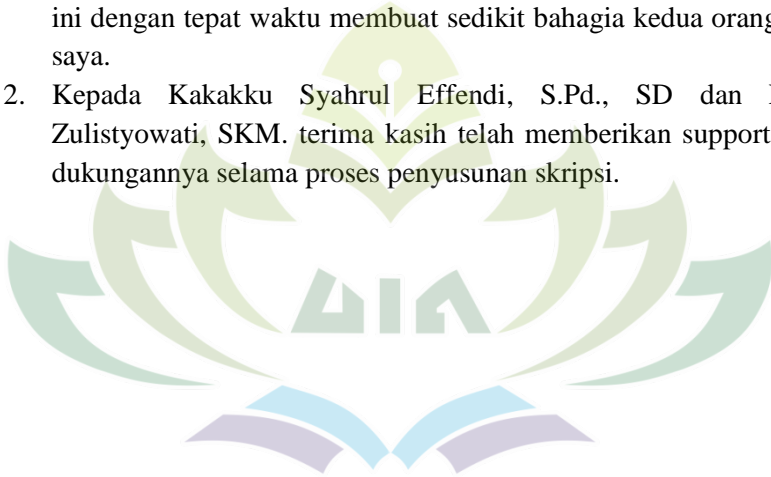 ini dengan tepat waktu membuat sedikit bahagia kedua
saya.
2. Kepada Kakakku Syahrul Effendi, S.Pd., SD dan
Zulistyowati, SKM. terima kasih telah memberikan support
dukungannya selama proses penyusunan skripsi.
UIN